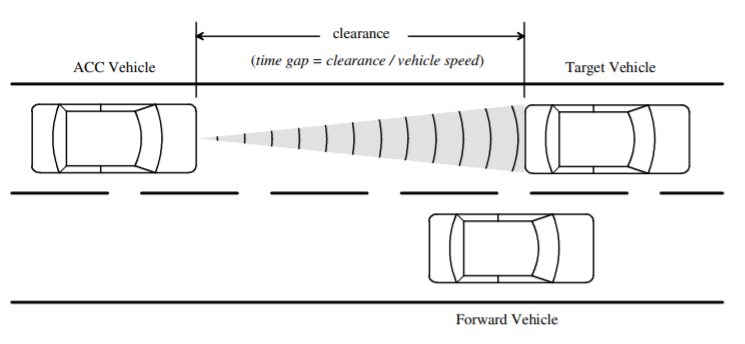 clearance
(time gap = clearance / vehicle speed)
ACC Vehicle
Target Vehicle
Forward Vehicle